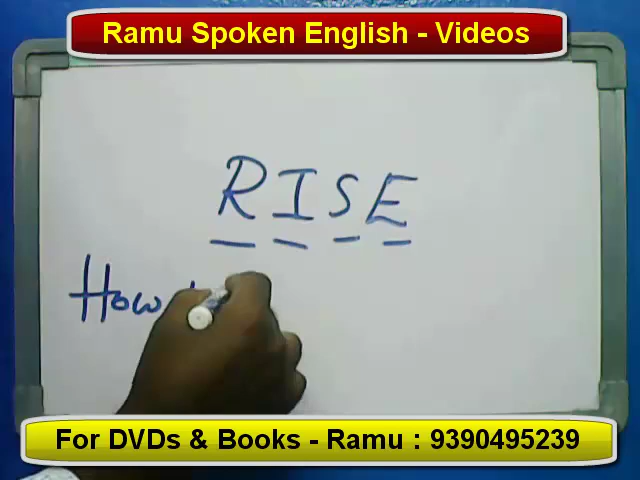 Ramu Spoken English - Videos
RISE
How
For DVDs & Books - Ramu : 9390495239